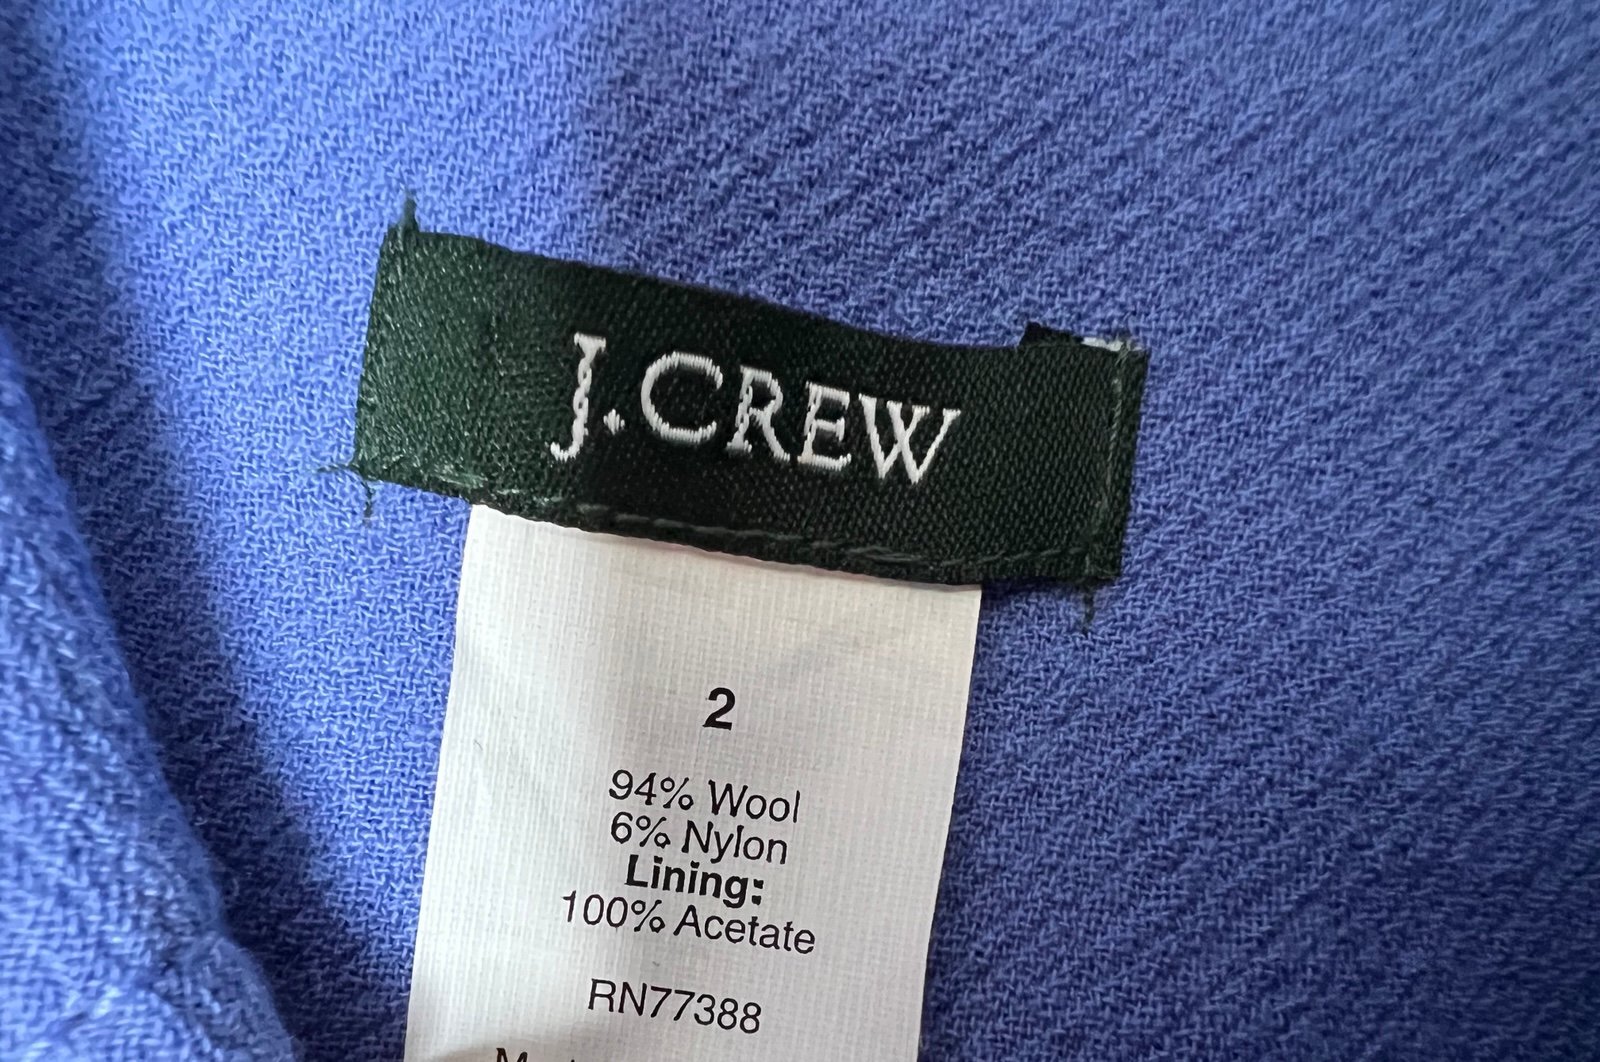 J.CREW
2
94% Wool
6% Nylon
Lining:
100% Acetate
RN77388